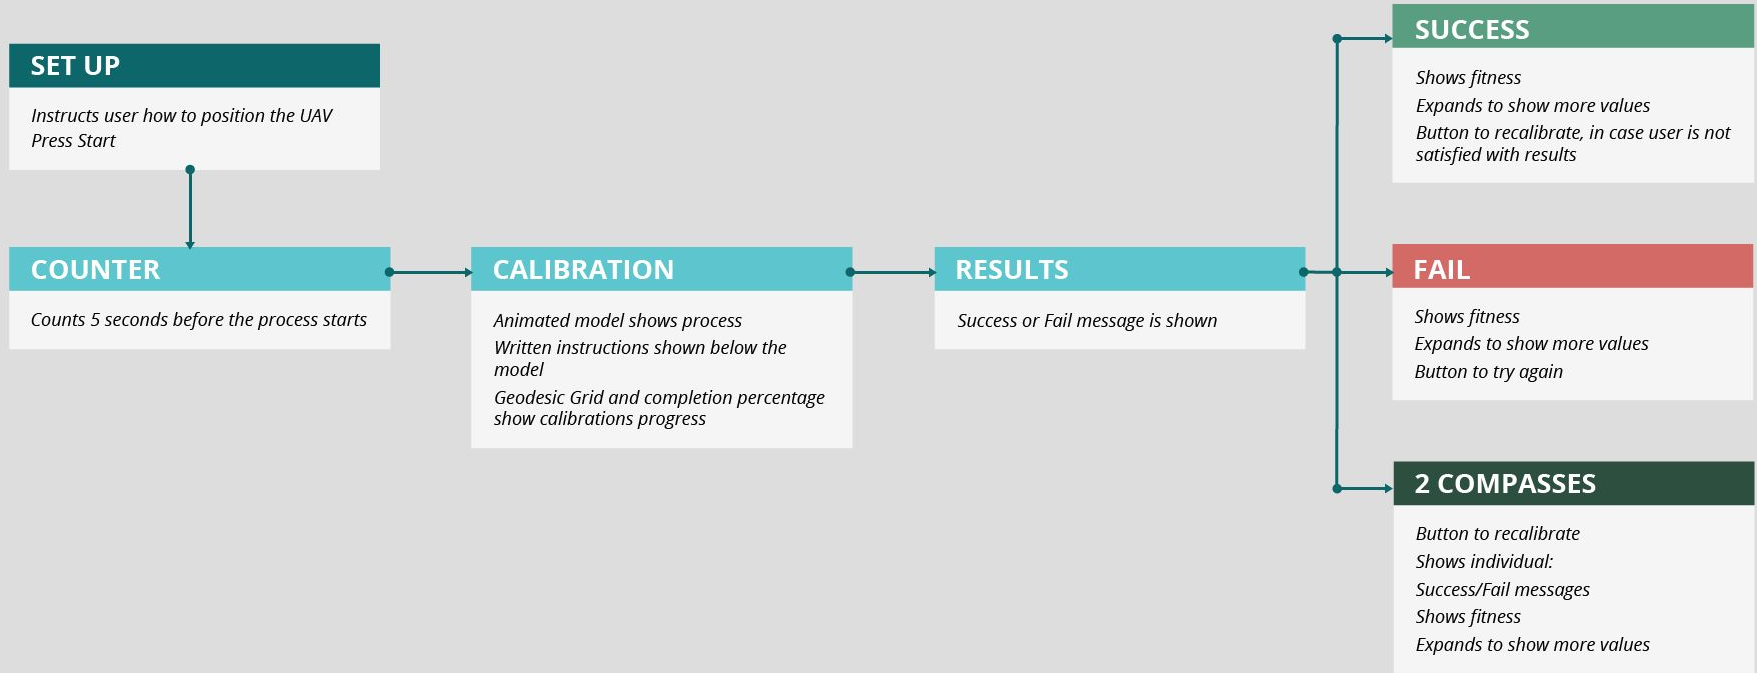 SET UP
Instructs user how to position the UAV
Press Start
COUNTER
Counts 5 seconds before the process starts
CALIBRATION
Animated model shows process
Written instructions shown below the
model
Geodesic Grid and completion percentage
show calibrations progress
RESULTS
Success or Fail message is shown
SUCCESS
Shows fitness
Expands to show more values
Button to recalibrate, in case user is not
satisfied with results
FAIL
Shows fitness
Expands to show more values
Button to try again
2 COMPASSES
Button to recalibrate
Shows individual:
Success/Fail messages
Shows fitness
Expands to show more values